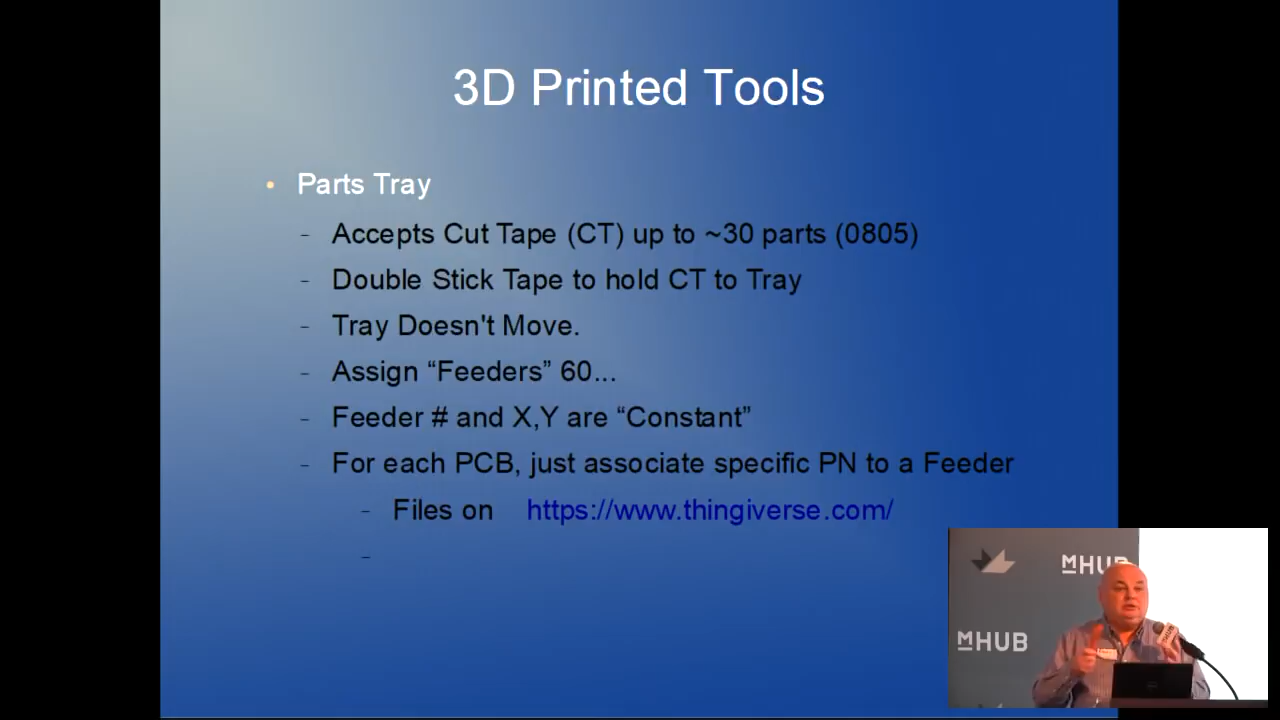 3D Printed Tools
• Parts Tray
– Accepts Cut Tape (CT) up to ~30 parts (0805)
– Double Stick Tape to hold CT to Tray
– Tray Doesn't Move.
– Assign “Feeders” 60...
– Feeder # and X,Y are “Constant”
– For each PCB, just associate specific PN to a Feeder
– Files on https://www.thingiverse.com/
–
MHUB
MHUB